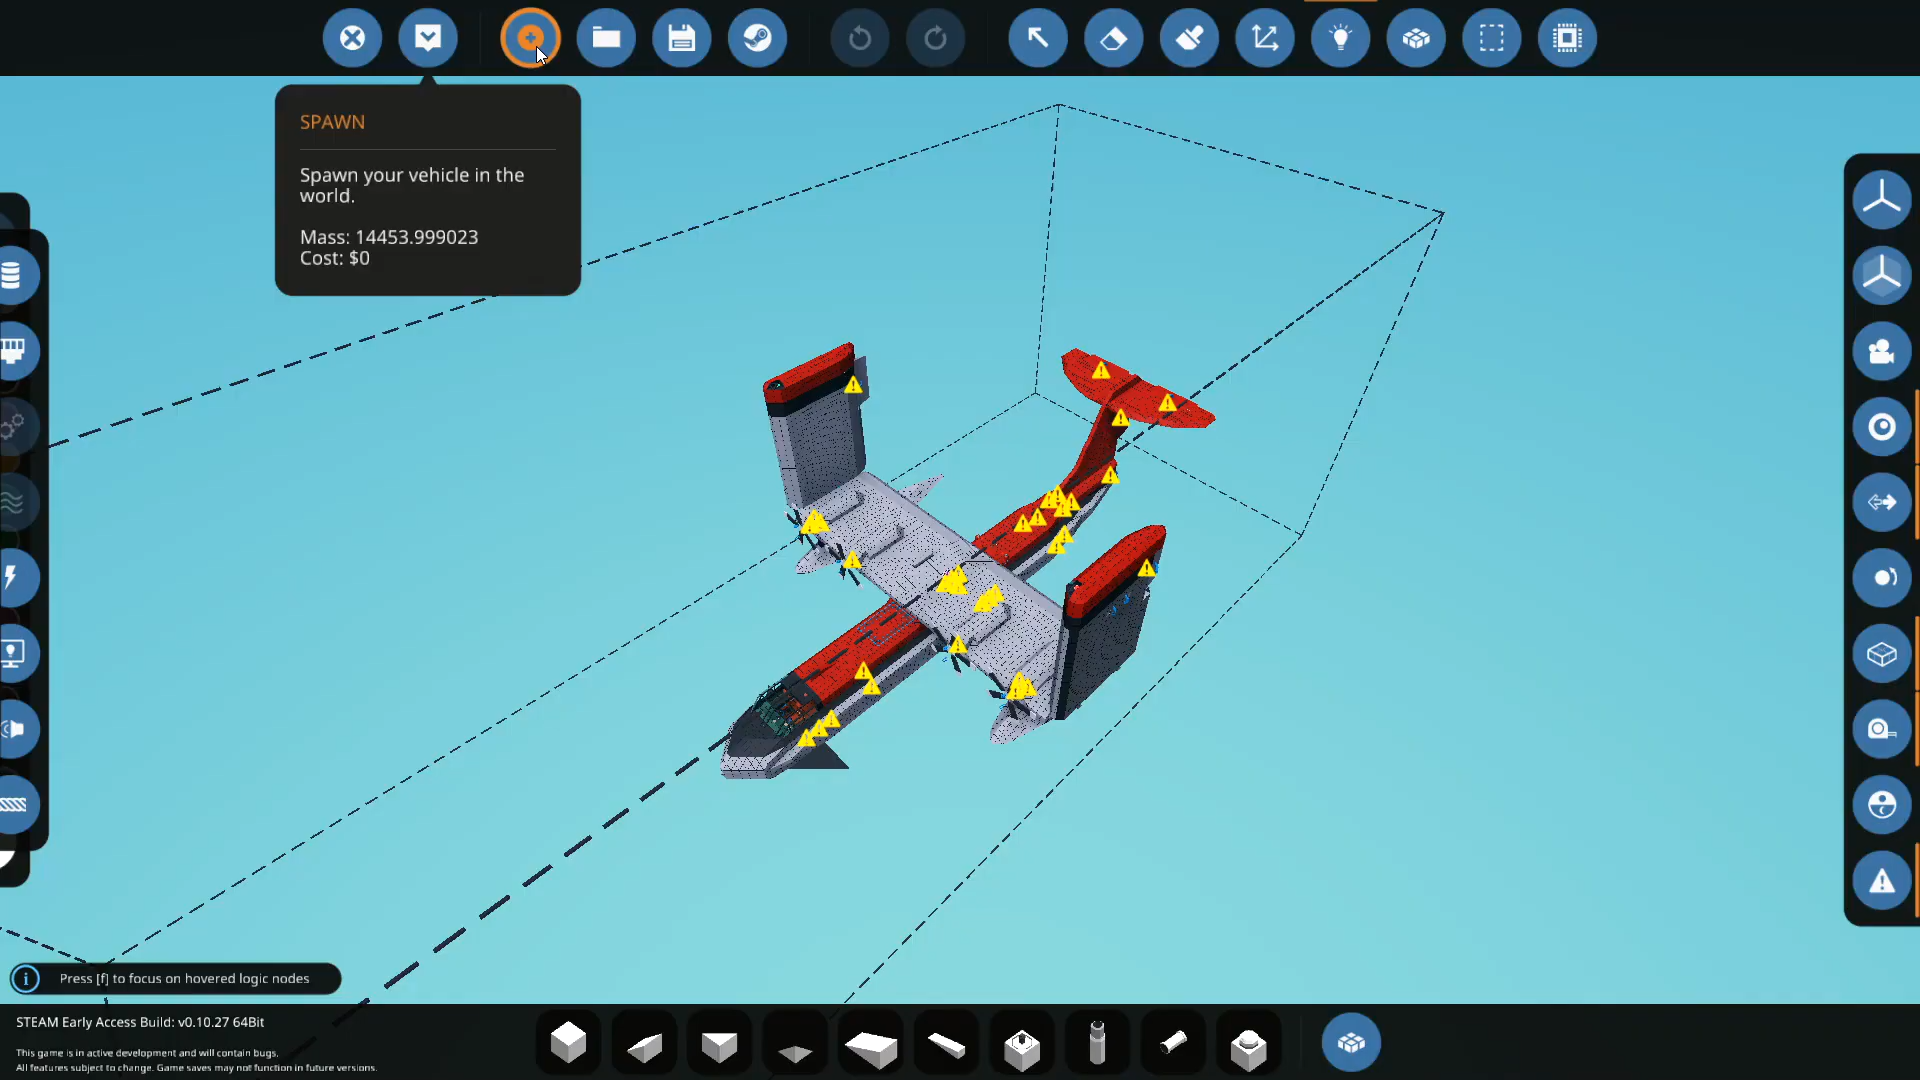 SPAWN
Spawn your vehicle in the
world.
Mass: 14453.999023
Cost: $0
Press [f] to focus on hovered logic nodes
STEAM Early Access Build: v0.10.27 64Bit
This game is in active development and will contain bugs.
All features subject to change. Game saves may not function in future versions.